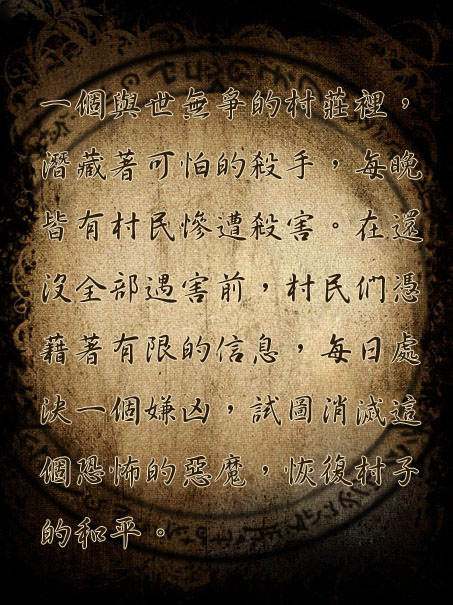 一個與世無爭的村莊裡，
潛藏著可怕的殺手，每晚
皆有村民慘遭殺害。在還
沒全部遇害前，村民們憑
藉著有限的信息，每日處
決一個嫌凶，試圖消滅這
個恐怖的惡魔，恢復村子
的和平。